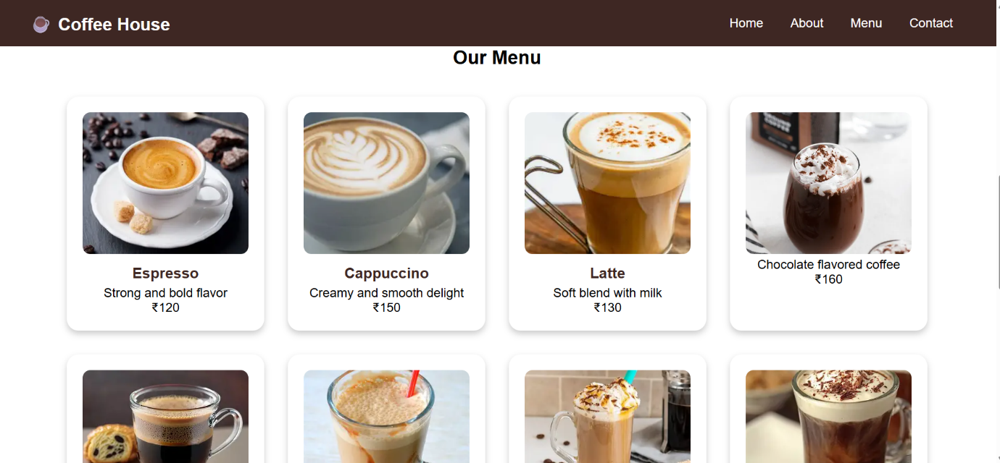 Coffee House
Home About Menu Contact
Our Menu
Espresso
Strong and bold flavor
₹120
Cappuccino
Creamy and smooth delight
₹150
Latte
Soft blend with milk
₹130
Chocolate flavored coffee
₹160